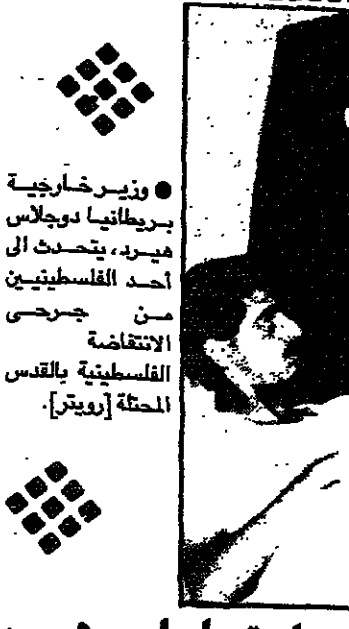 ● وزير خارجية
بريطانيا دوجلاس
هيرد، يتحدث الى
أحد الفلسطينيين
من جرحى
الانتفاضة
الفلسطينية بالقدس
المحتلة [رويتر].